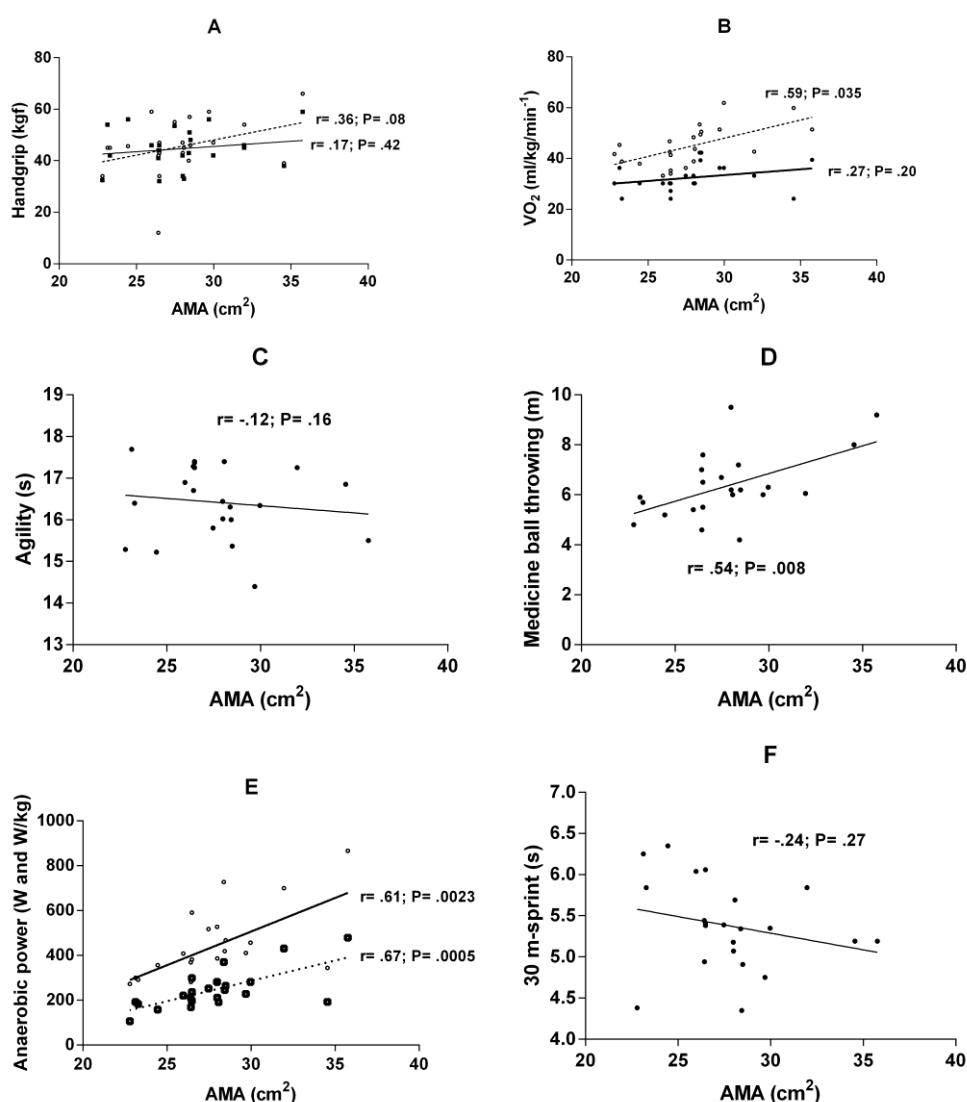 A
Handgrip (kgf)
80
60
40
20
0
r= .36; P= .08
r= .17; P= .42
20 25 30 35 40
AMA (cm²)
B
VO₂ (ml/kg/min⁻¹)
80
60
40
20
0
r= .59; P= .035
r= .27; P= .20
20 25 30 35 40
AMA (cm²)
C
Agility (s)
19
18
17
16
15
14
13
r= -.12; P= .16
20 25 30 35 40
AMA (cm²)
D
Medicine ball throwing (m)
10
8
6
4
2
0
r= .54; P= .008
20 25 30 35 40
AMA (cm²)
E
Anaerobic power (W and W/kg)
1000
800
600
400
200
0
r= .61; P= .0023
r= .67; P= .0005
20 25 30 35 40
AMA (cm²)
F
30 m-sprint (s)
7.0
6.5
6.0
5.5
5.0
4.5
4.0
r= -.24; P= .27
20 25 30 35 40
AMA (cm²)